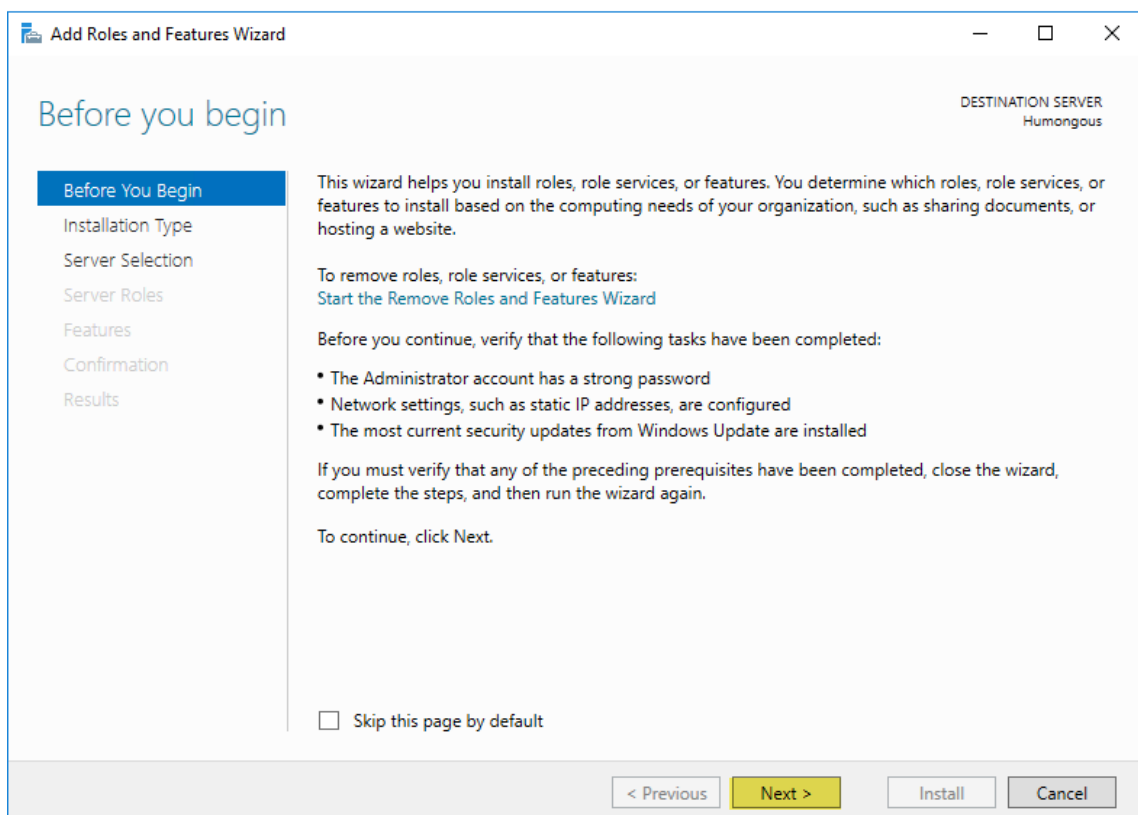 Add Roles and Features Wizard
Before you begin
DESTINATION SERVER
Humongous
Before You Begin
Installation Type
Server Selection
Server Roles
Features
Confirmation
Results
This wizard helps you install roles, role services, or features. You determine which roles, role services, or
features to install based on the computing needs of your organization, such as sharing documents, or
hosting a website.
To remove roles, role services, or features:
Start the Remove Roles and Features Wizard
Before you continue, verify that the following tasks have been completed:
• The Administrator account has a strong password
• Network settings, such as static IP addresses, are configured
• The most current security updates from Windows Update are installed
If you must verify that any of the preceding prerequisites have been completed, close the wizard,
complete the steps, and then run the wizard again.
To continue, click Next.
Skip this page by default
< Previous
Next >
Install
Cancel